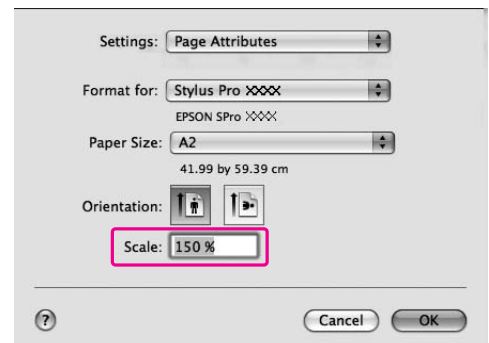 Settings: Page Attributes
Format for: Stylus Pro XXXX
EPSON SPro XXXX
Paper Size: A2
41.99 by 59.39 cm
Orientation:
Scale: 150 %
? Cancel OK